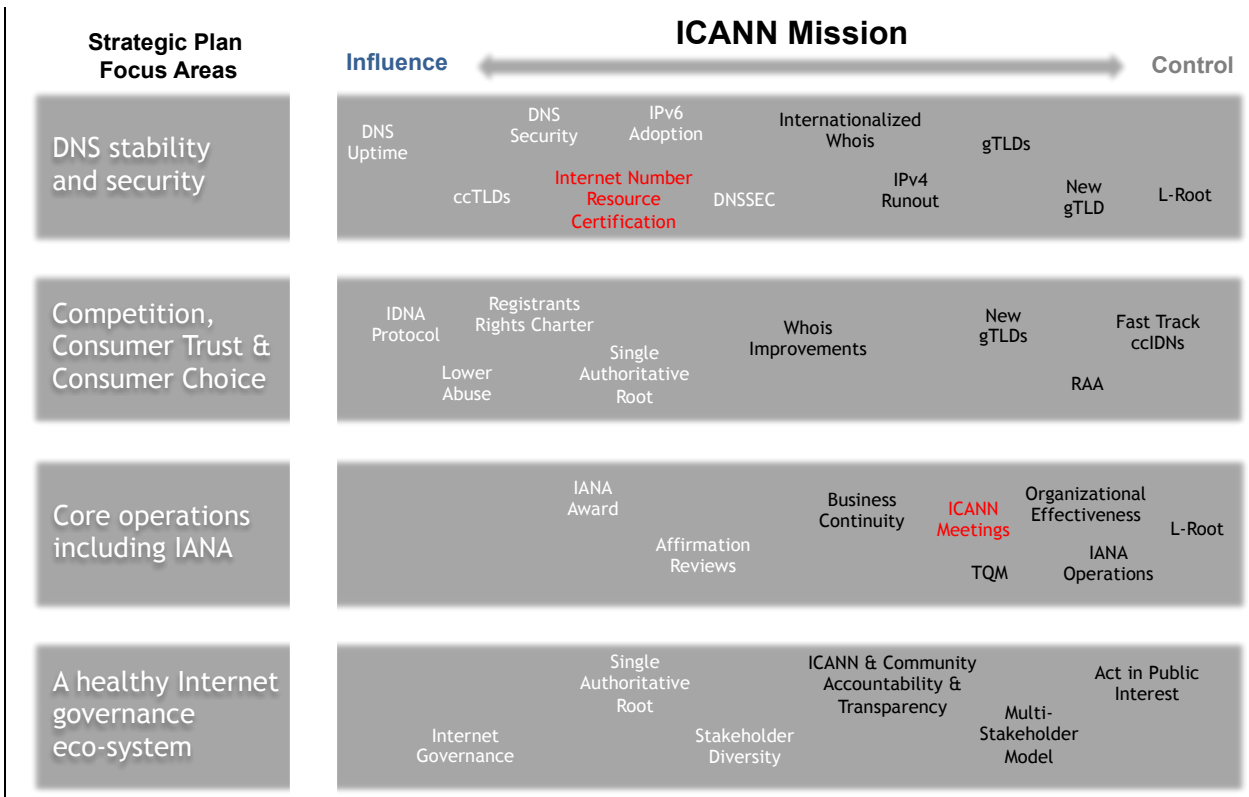 Strategic Plan
Focus Areas
ICANN Mission
Influence
Control
DNS stability
and security
DNS
Uptime
DNS
Security
IPv6
Adoption
Internationalized
Whois
gTLDs
ccTLDs
Internet Number
Resource
Certification
DNSSEC
IPv4
Runout
New
gTLD
L-Root
Competition,
Consumer Trust &
Consumer Choice
IDNA
Protocol
Registrants
Rights Charter
Lower
Abuse
Single
Authoritative
Root
Whois
Improvements
New
gTLDs
Fast Track
ccIDNs
RAA
Core operations
including IANA
IANA
Award
Affirmation
Reviews
Business
Continuity
ICANN
Meetings
Organizational
Effectiveness
L-Root
TQM
IANA
Operations
A healthy Internet
governance
eco-system
Internet
Governance
Single
Authoritative
Root
Stakeholder
Diversity
ICANN & Community
Accountability &
Transparency
Multi-
Stakeholder
Model
Act in Public
Interest